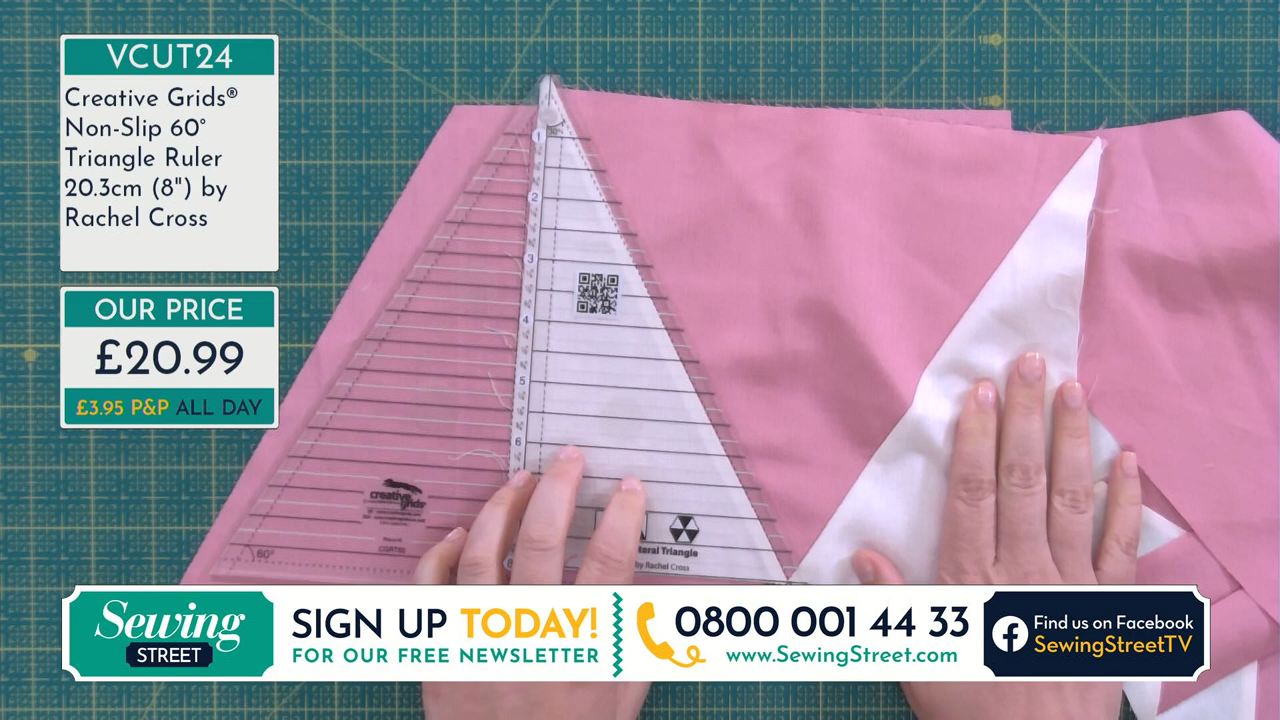 VCUT24
Creative Grids®
Non-Slip 60°
Triangle Ruler
20.3cm (8") by
Rachel Cross
OUR PRICE
£20.99
£3.95 P&P ALL DAY
1
2
3
4
5
6
creative grids
60°
by Rachel Cross
Sewing
STREET
SIGN UP TODAY!
FOR OUR FREE NEWSLETTER
0800 001 44 33
www.SewingStreet.com
Find us on Facebook
SewingStreetTV